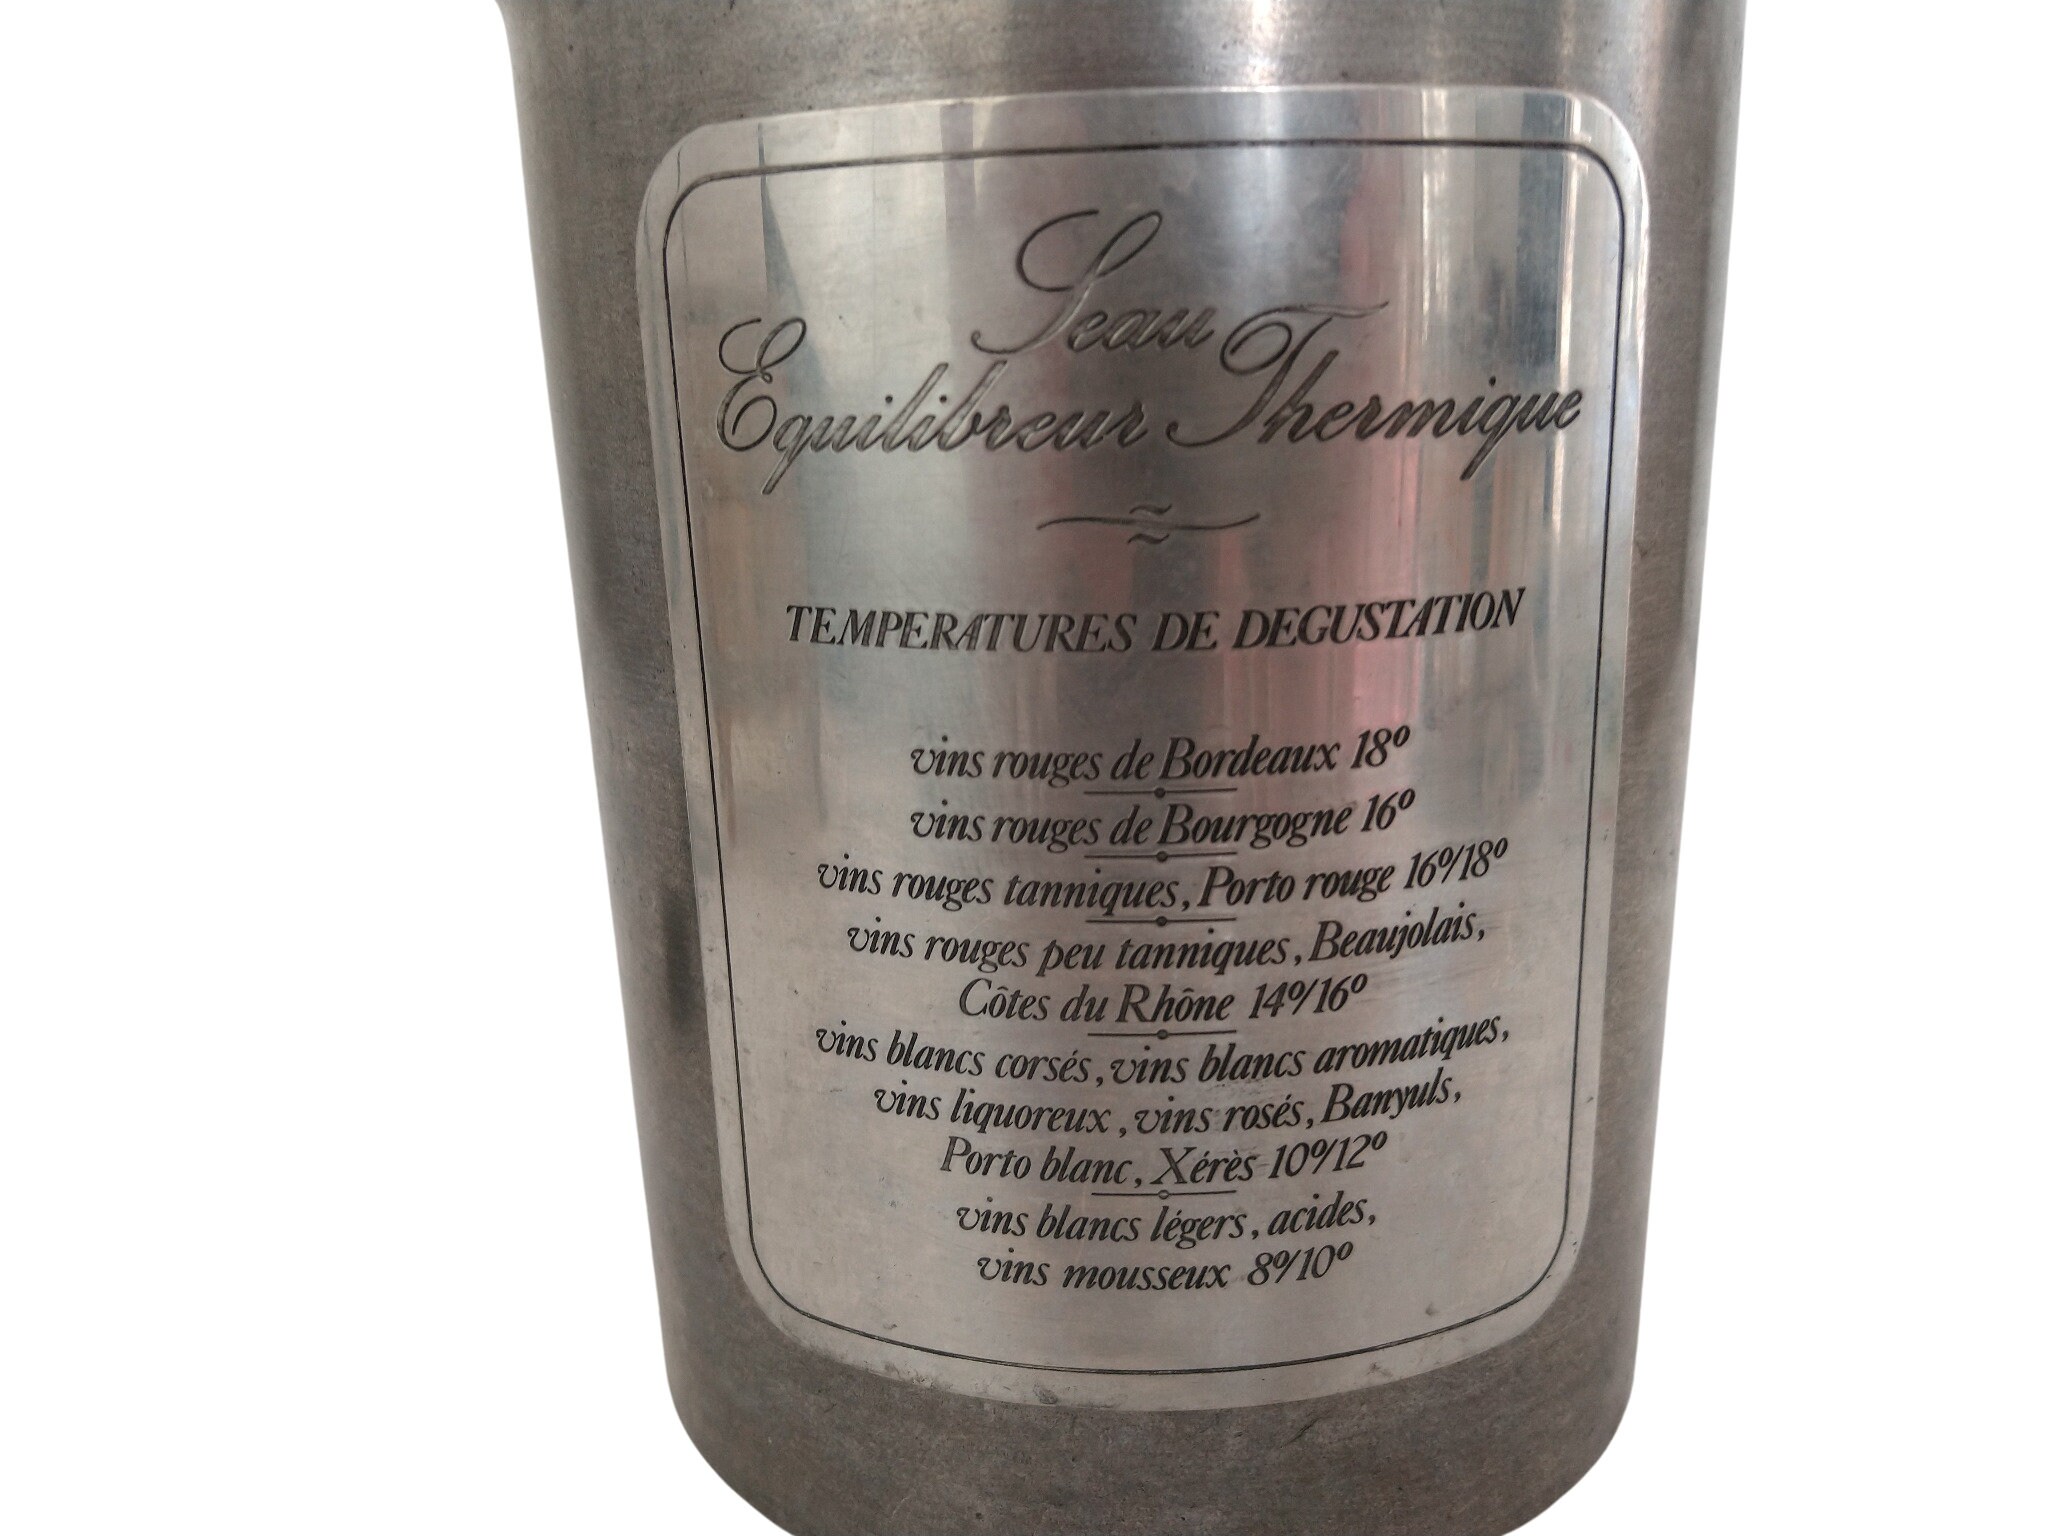 Seau
Equilibreur Thermique
TEMPERATURES DE DEGUSTATION
vins rouges de Bordeaux 18º
vins rouges de Bourgogne 16º
vins rouges tanniques, Porto rouge 16º/18º
vins rouges peu tanniques, Beaujolais,
Côtes du Rhône 14º/16º
vins blancs corsés, vins blancs aromatiques,
vins liquoreux, vins rosés, Banyuls,
Porto blanc, Xérès 10º/12º
vins blancs légers, acides,
vins mousseux 8º/10º